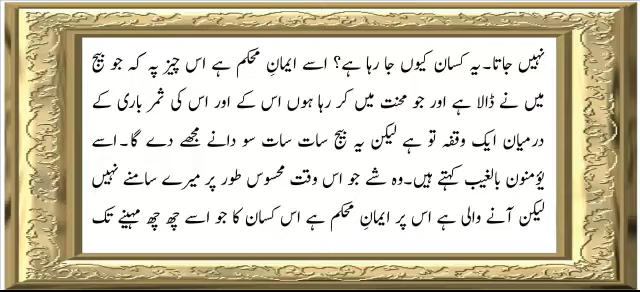 نہیں جاتا۔ یہ کسان کیوں جا رہا ہے؟ اسے ایمانِ محکم ہے اس چیز پہ کہ جو بیج
میں نے ڈالا ہے اور جو محنت میں کر رہا ہوں اس کے اور اس کی ثمر باری کے
درمیان ایک وقفہ تو ہے لیکن یہ بیج سات سات سو دانے مجھے دے گا۔ اسے
یؤمنون بالغیب کہتے ہیں۔ وہ شے جو اس وقت محسوس طور پر میرے سامنے نہیں
لیکن آنے والی ہے اس پر ایمانِ محکم ہے اس کسان کا جو اسے چھ چھ مہینے تک